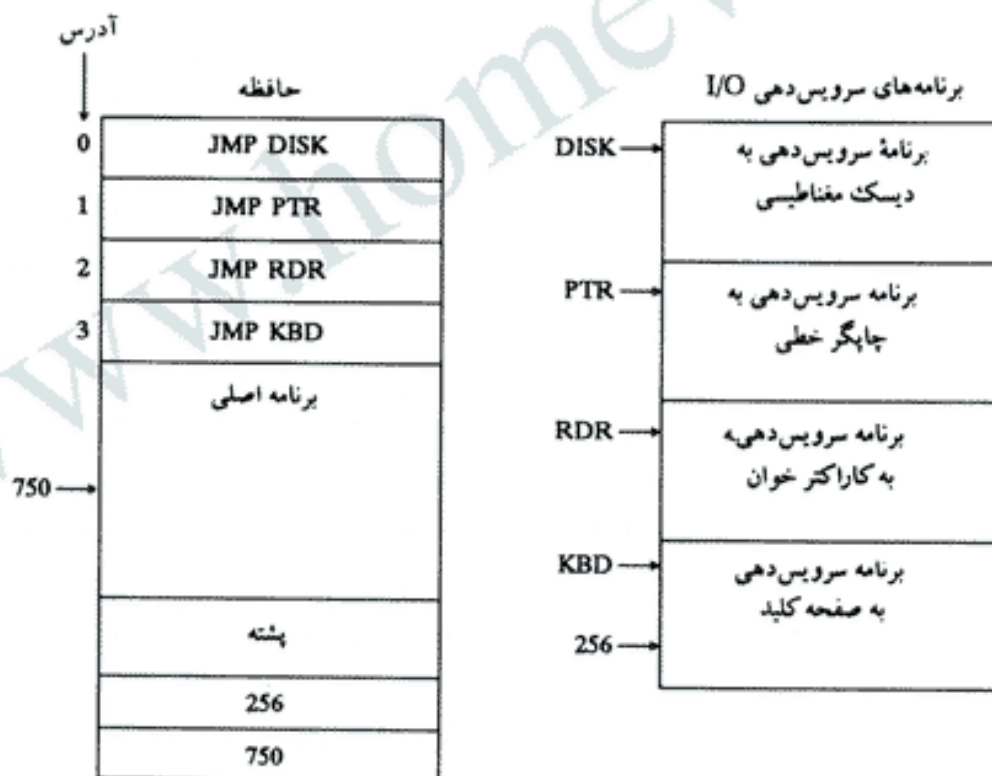 آدرس
حافظه
0
JMP DISK
1
JMP PTR
2
JMP RDR
3
JMP KBD
برنامه اصلی
750
پشته
256
750
برنامه‌های سرویس‌دهی I/O
DISK
برنامهٔ سرویس‌دهی به
دیسک مغناطیسی
PTR
برنامه سرویس‌دهی به
چاپگر خطی
RDR
برنامه سرویس‌دهی‌به
به کاراکتر خوان
KBD
برنامه سرویس‌دهی
به صفحه کلید
256
www.home